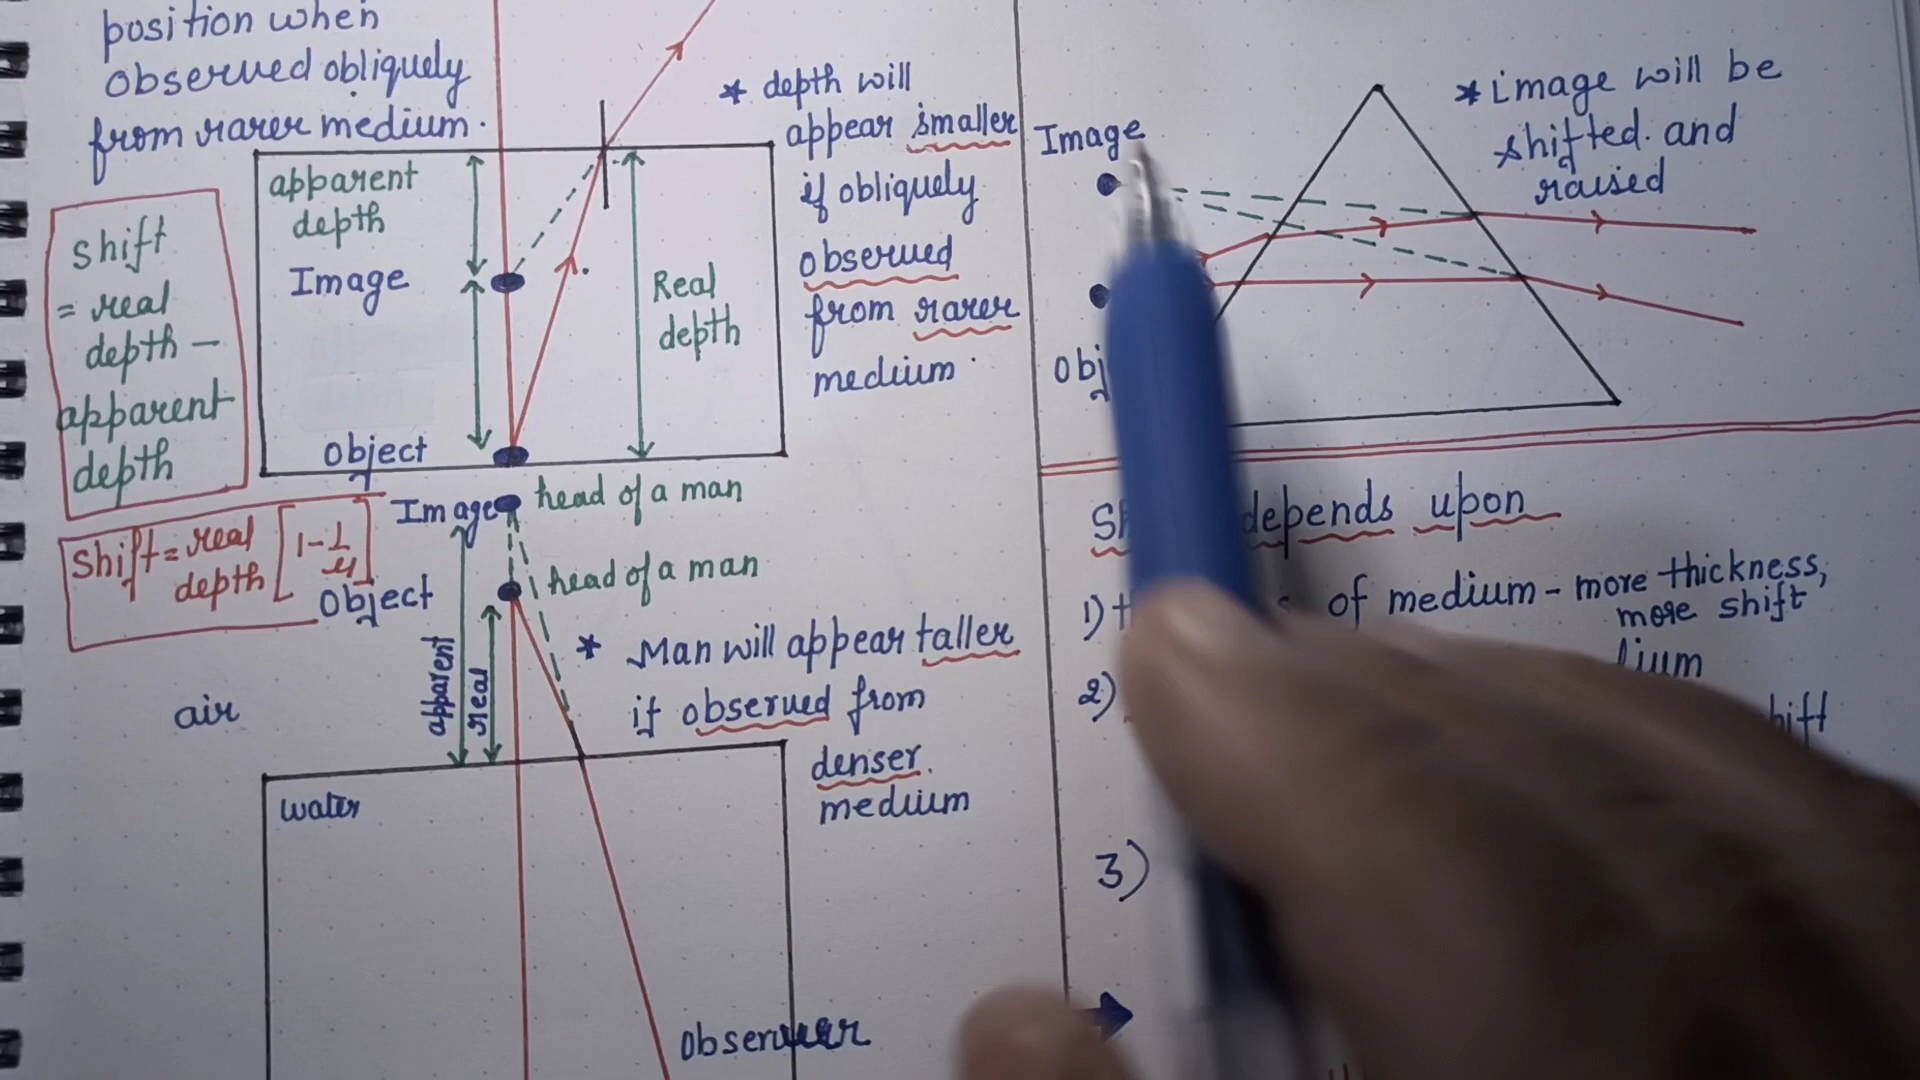 position when
observed obliquely
from rarer medium.
apparent
depth
Image
Real
depth
Object
* depth will
appear smaller
if obliquely
observed
from rarer
medium.
Shift
= real
depth –
apparent
depth
Shift = real
depth [1-1/μ]
Image
head of a man
Object
head of a man
apparent
real
* Man will appear taller
if observed from
denser.
medium
air
water
Observer
Image
* image will be
shifted. and
raised
depends upon
1)
of medium - more thickness,
more shift
2)
3)